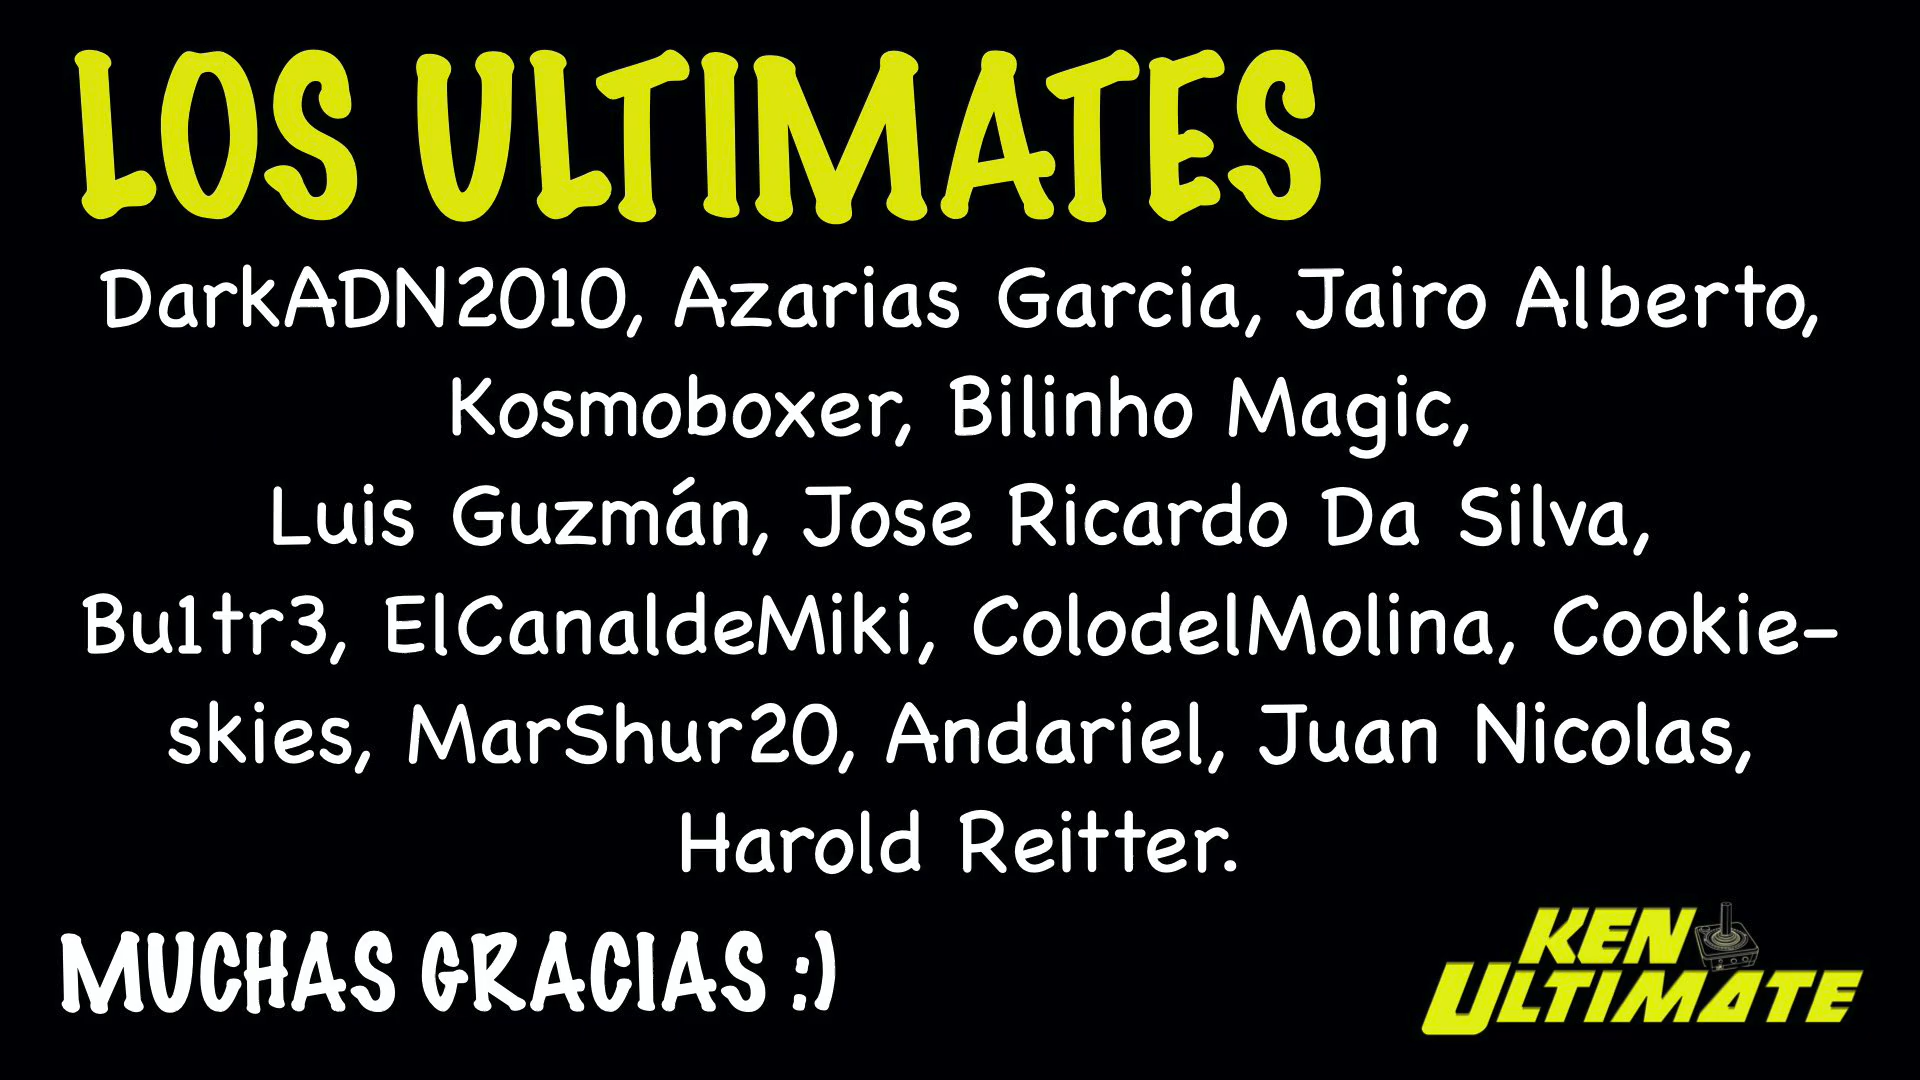 LOS ULTIMATES
DarkADN2010, Azarias Garcia, Jairo Alberto,
Kosmoboxer, Bilinho Magic,
Luis Guzmán, Jose Ricardo Da Silva,
Bu1tr3, ElCanaldeMiki, ColodelMolina, Cookie-
skies, MarShur20, Andariel, Juan Nicolas,
Harold Reitter.
MUCHAS GRACIAS :)
KEN
ULTIMATE